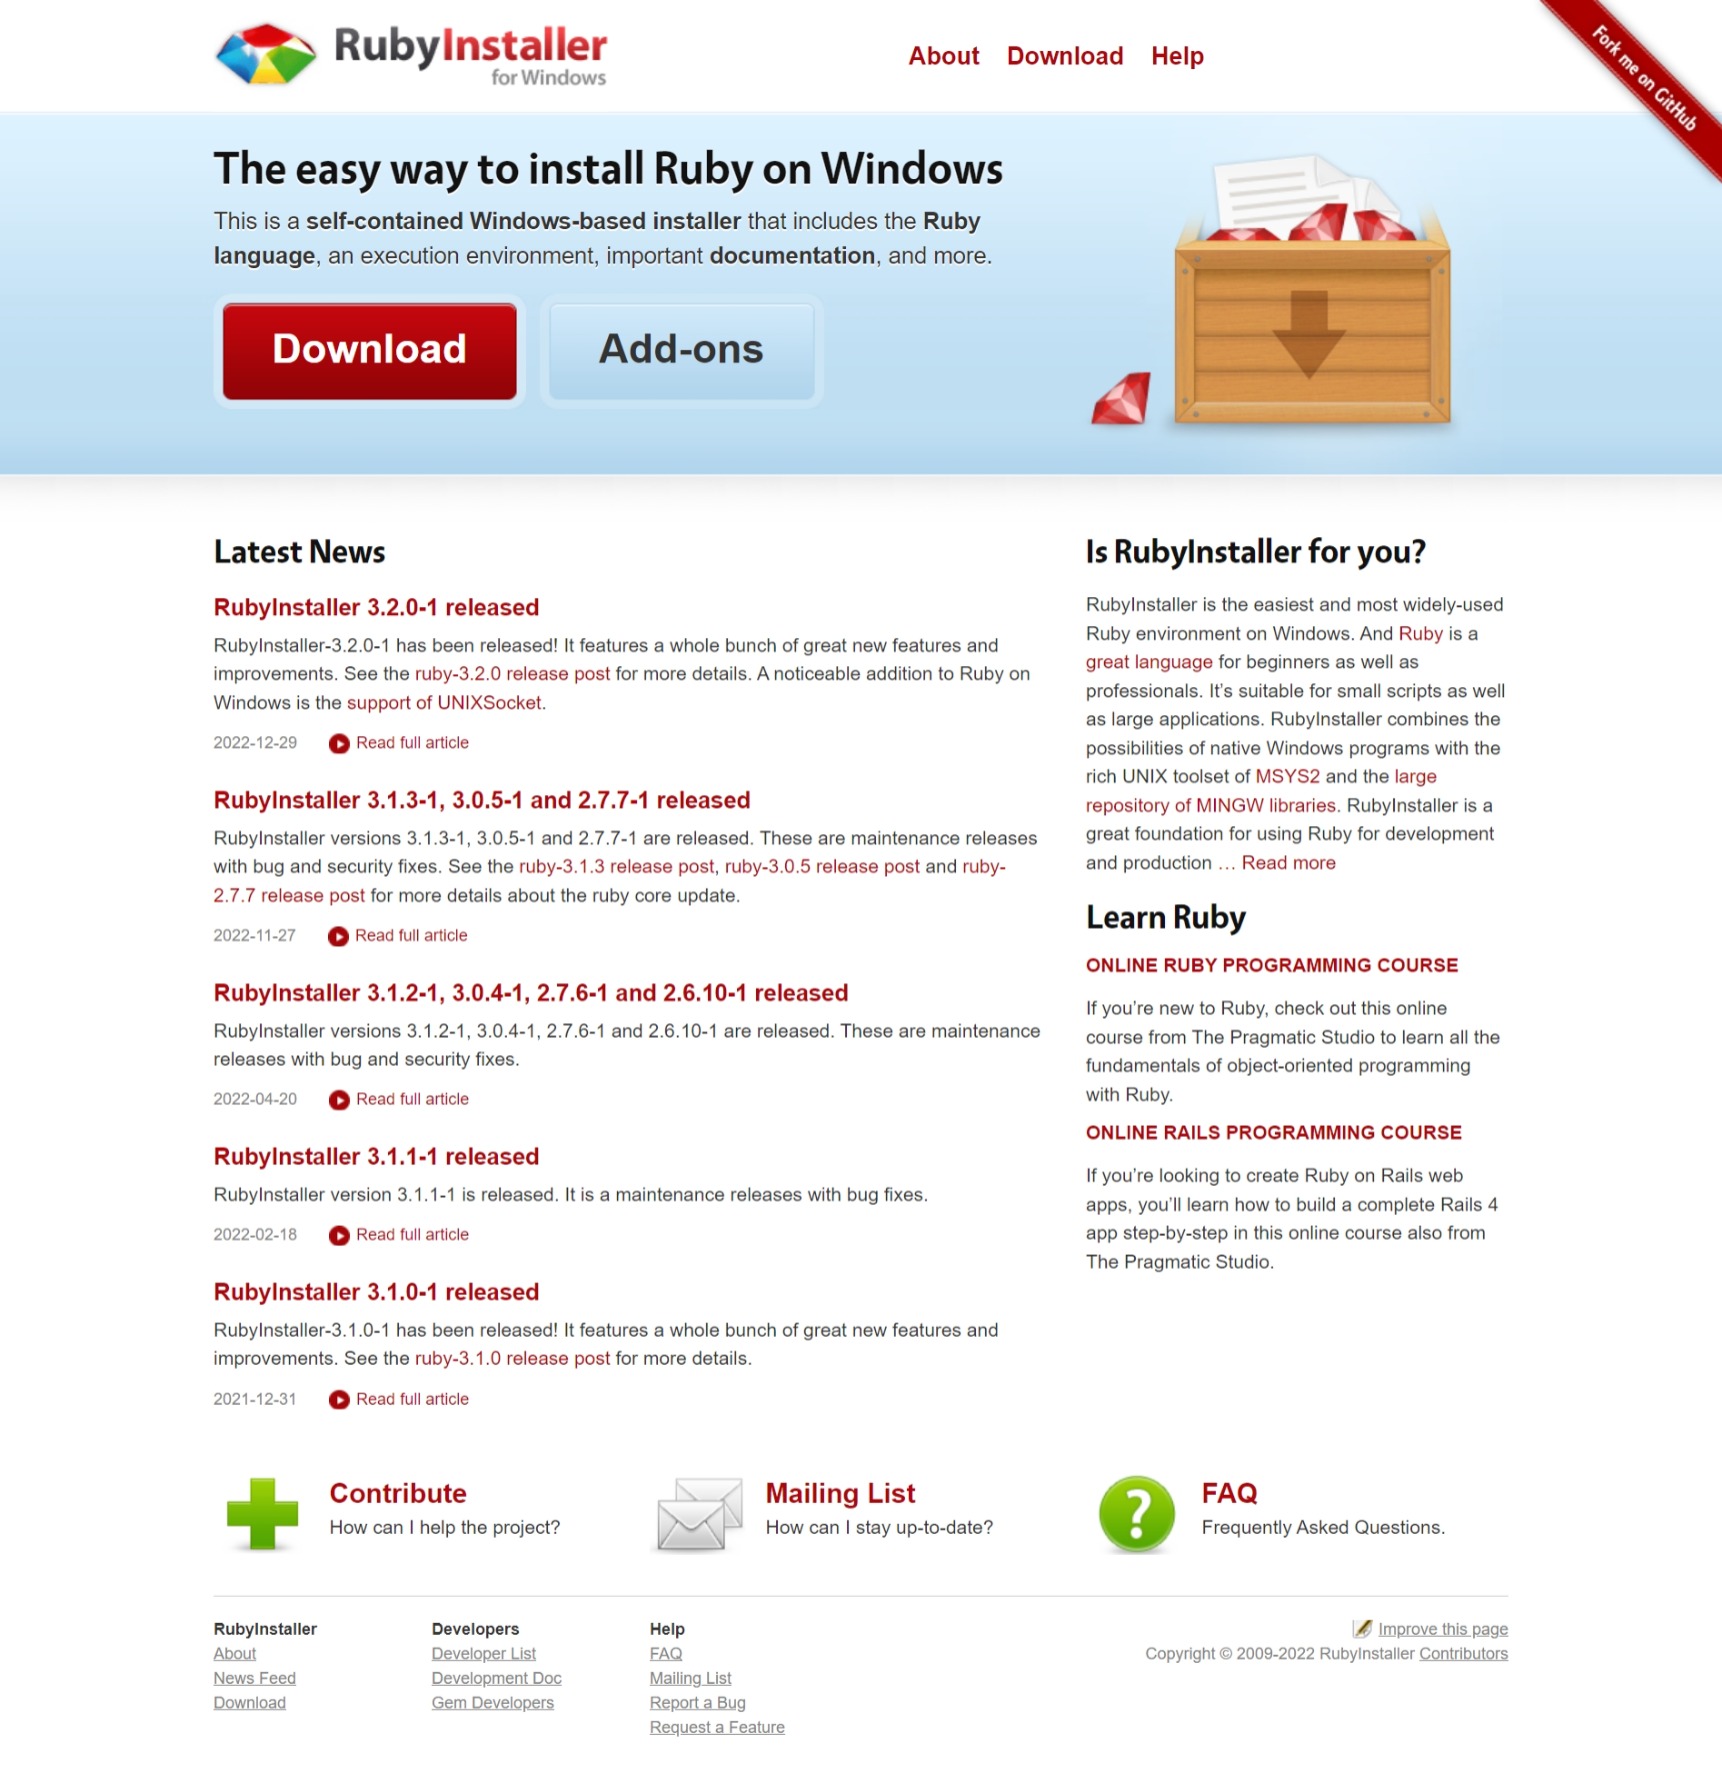 RubyInstaller
for Windows
About Download Help
Fork me on GitHub
The easy way to install Ruby on Windows
This is a self-contained Windows-based installer that includes the Ruby
language, an execution environment, important documentation, and more.
Download
Add-ons
Latest News
RubyInstaller 3.2.0-1 released
RubyInstaller-3.2.0-1 has been released! It features a whole bunch of great new features and
improvements. See the ruby-3.2.0 release post for more details. A noticeable addition to Ruby on
Windows is the support of UNIXSocket.
2022-12-29 Read full article
RubyInstaller 3.1.3-1, 3.0.5-1 and 2.7.7-1 released
RubyInstaller versions 3.1.3-1, 3.0.5-1 and 2.7.7-1 are released. These are maintenance releases
with bug and security fixes. See the ruby-3.1.3 release post, ruby-3.0.5 release post and ruby-
2.7.7 release post for more details about the ruby core update.
2022-11-27 Read full article
RubyInstaller 3.1.2-1, 3.0.4-1, 2.7.6-1 and 2.6.10-1 released
RubyInstaller versions 3.1.2-1, 3.0.4-1, 2.7.6-1 and 2.6.10-1 are released. These are maintenance
releases with bug and security fixes.
2022-04-20 Read full article
RubyInstaller 3.1.1-1 released
RubyInstaller version 3.1.1-1 is released. It is a maintenance releases with bug fixes.
2022-02-18 Read full article
RubyInstaller 3.1.0-1 released
RubyInstaller-3.1.0-1 has been released! It features a whole bunch of great new features and
improvements. See the ruby-3.1.0 release post for more details.
2021-12-31 Read full article
Is RubyInstaller for you?
RubyInstaller is the easiest and most widely-used
Ruby environment on Windows. And Ruby is a
great language for beginners as well as
professionals. It’s suitable for small scripts as well
as large applications. RubyInstaller combines the
possibilities of native Windows programs with the
rich UNIX toolset of MSYS2 and the large
repository of MINGW libraries. RubyInstaller is a
great foundation for using Ruby for development
and production … Read more
Learn Ruby
ONLINE RUBY PROGRAMMING COURSE
If you’re new to Ruby, check out this online
course from The Pragmatic Studio to learn all the
fundamentals of object-oriented programming
with Ruby.
ONLINE RAILS PROGRAMMING COURSE
If you’re looking to create Ruby on Rails web
apps, you’ll learn how to build a complete Rails 4
app step-by-step in this online course also from
The Pragmatic Studio.
Contribute
How can I help the project?
Mailing List
How can I stay up-to-date?
FAQ
Frequently Asked Questions.
RubyInstaller
About
News Feed
Download
Developers
Developer List
Development Doc
Gem Developers
Help
FAQ
Mailing List
Report a Bug
Request a Feature
Improve this page
Copyright © 2009-2022 RubyInstaller Contributors